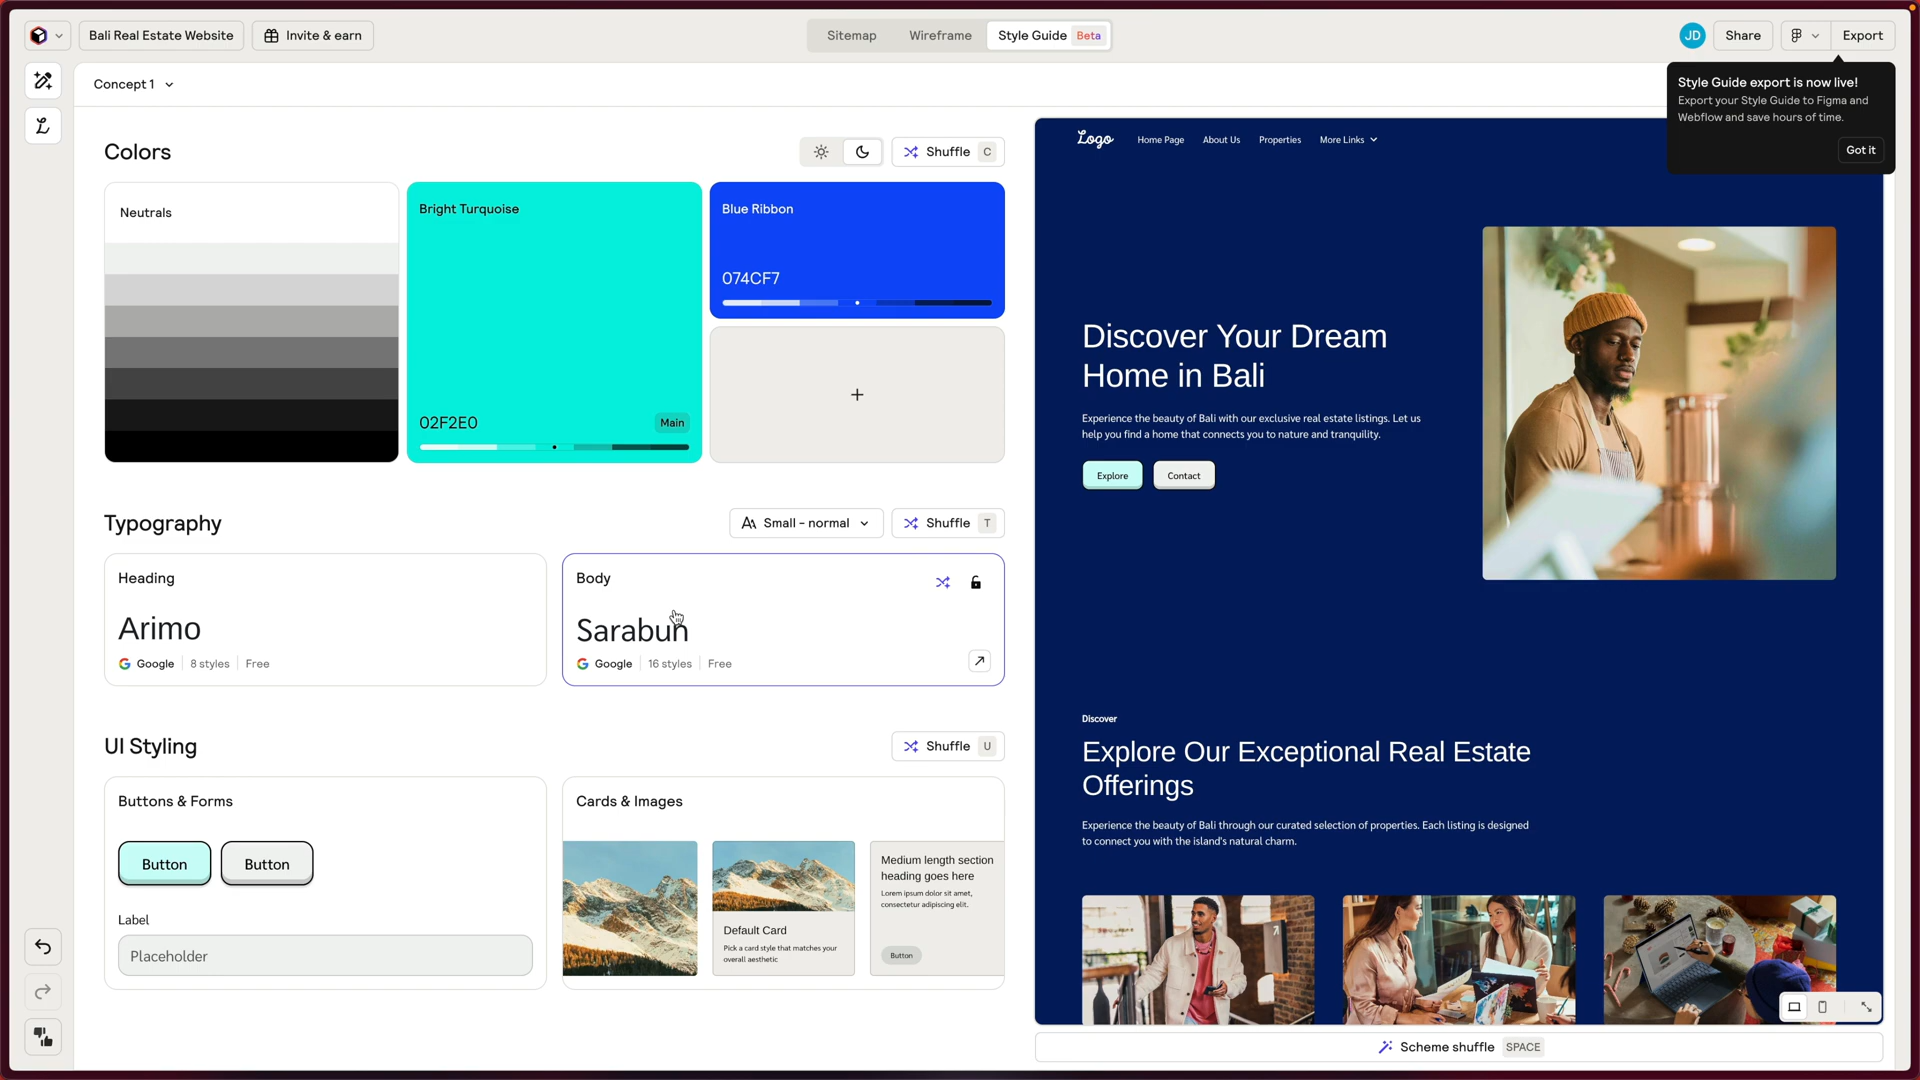 Bali Real Estate Website
Invite & earn
Sitemap
Wireframe
Style Guide Beta
JD
Share
Export
Style Guide export is now live!
Export your Style Guide to Figma and
Webflow and save hours of time.
Got it
Concept 1
Colors
Shuffle C
Neutrals
Bright Turquoise
02F2E0
Main
Blue Ribbon
074CF7
Typography
Small - normal
Shuffle T
Heading
Arimo
Google 8 styles Free
Body
Sarabun
Google 16 styles Free
UI Styling
Shuffle U
Buttons & Forms
Button
Button
Label
Placeholder
Cards & Images
Default Card
Pick a card style that matches your
overall aesthetic
Medium length section
heading goes here
Lorem ipsum dolor sit amet,
consectetur adipiscing elit.
Button
Logo
Home Page
About Us
Properties
More Links
Discover Your Dream
Home in Bali
Experience the beauty of Bali with our exclusive real estate listings. Let us
help you find a home that connects you to nature and tranquility.
Explore
Contact
Discover
Explore Our Exceptional Real Estate
Offerings
Experience the beauty of Bali through our curated selection of properties. Each listing is designed
to connect you with the island's natural charm.
Scheme shuffle SPACE